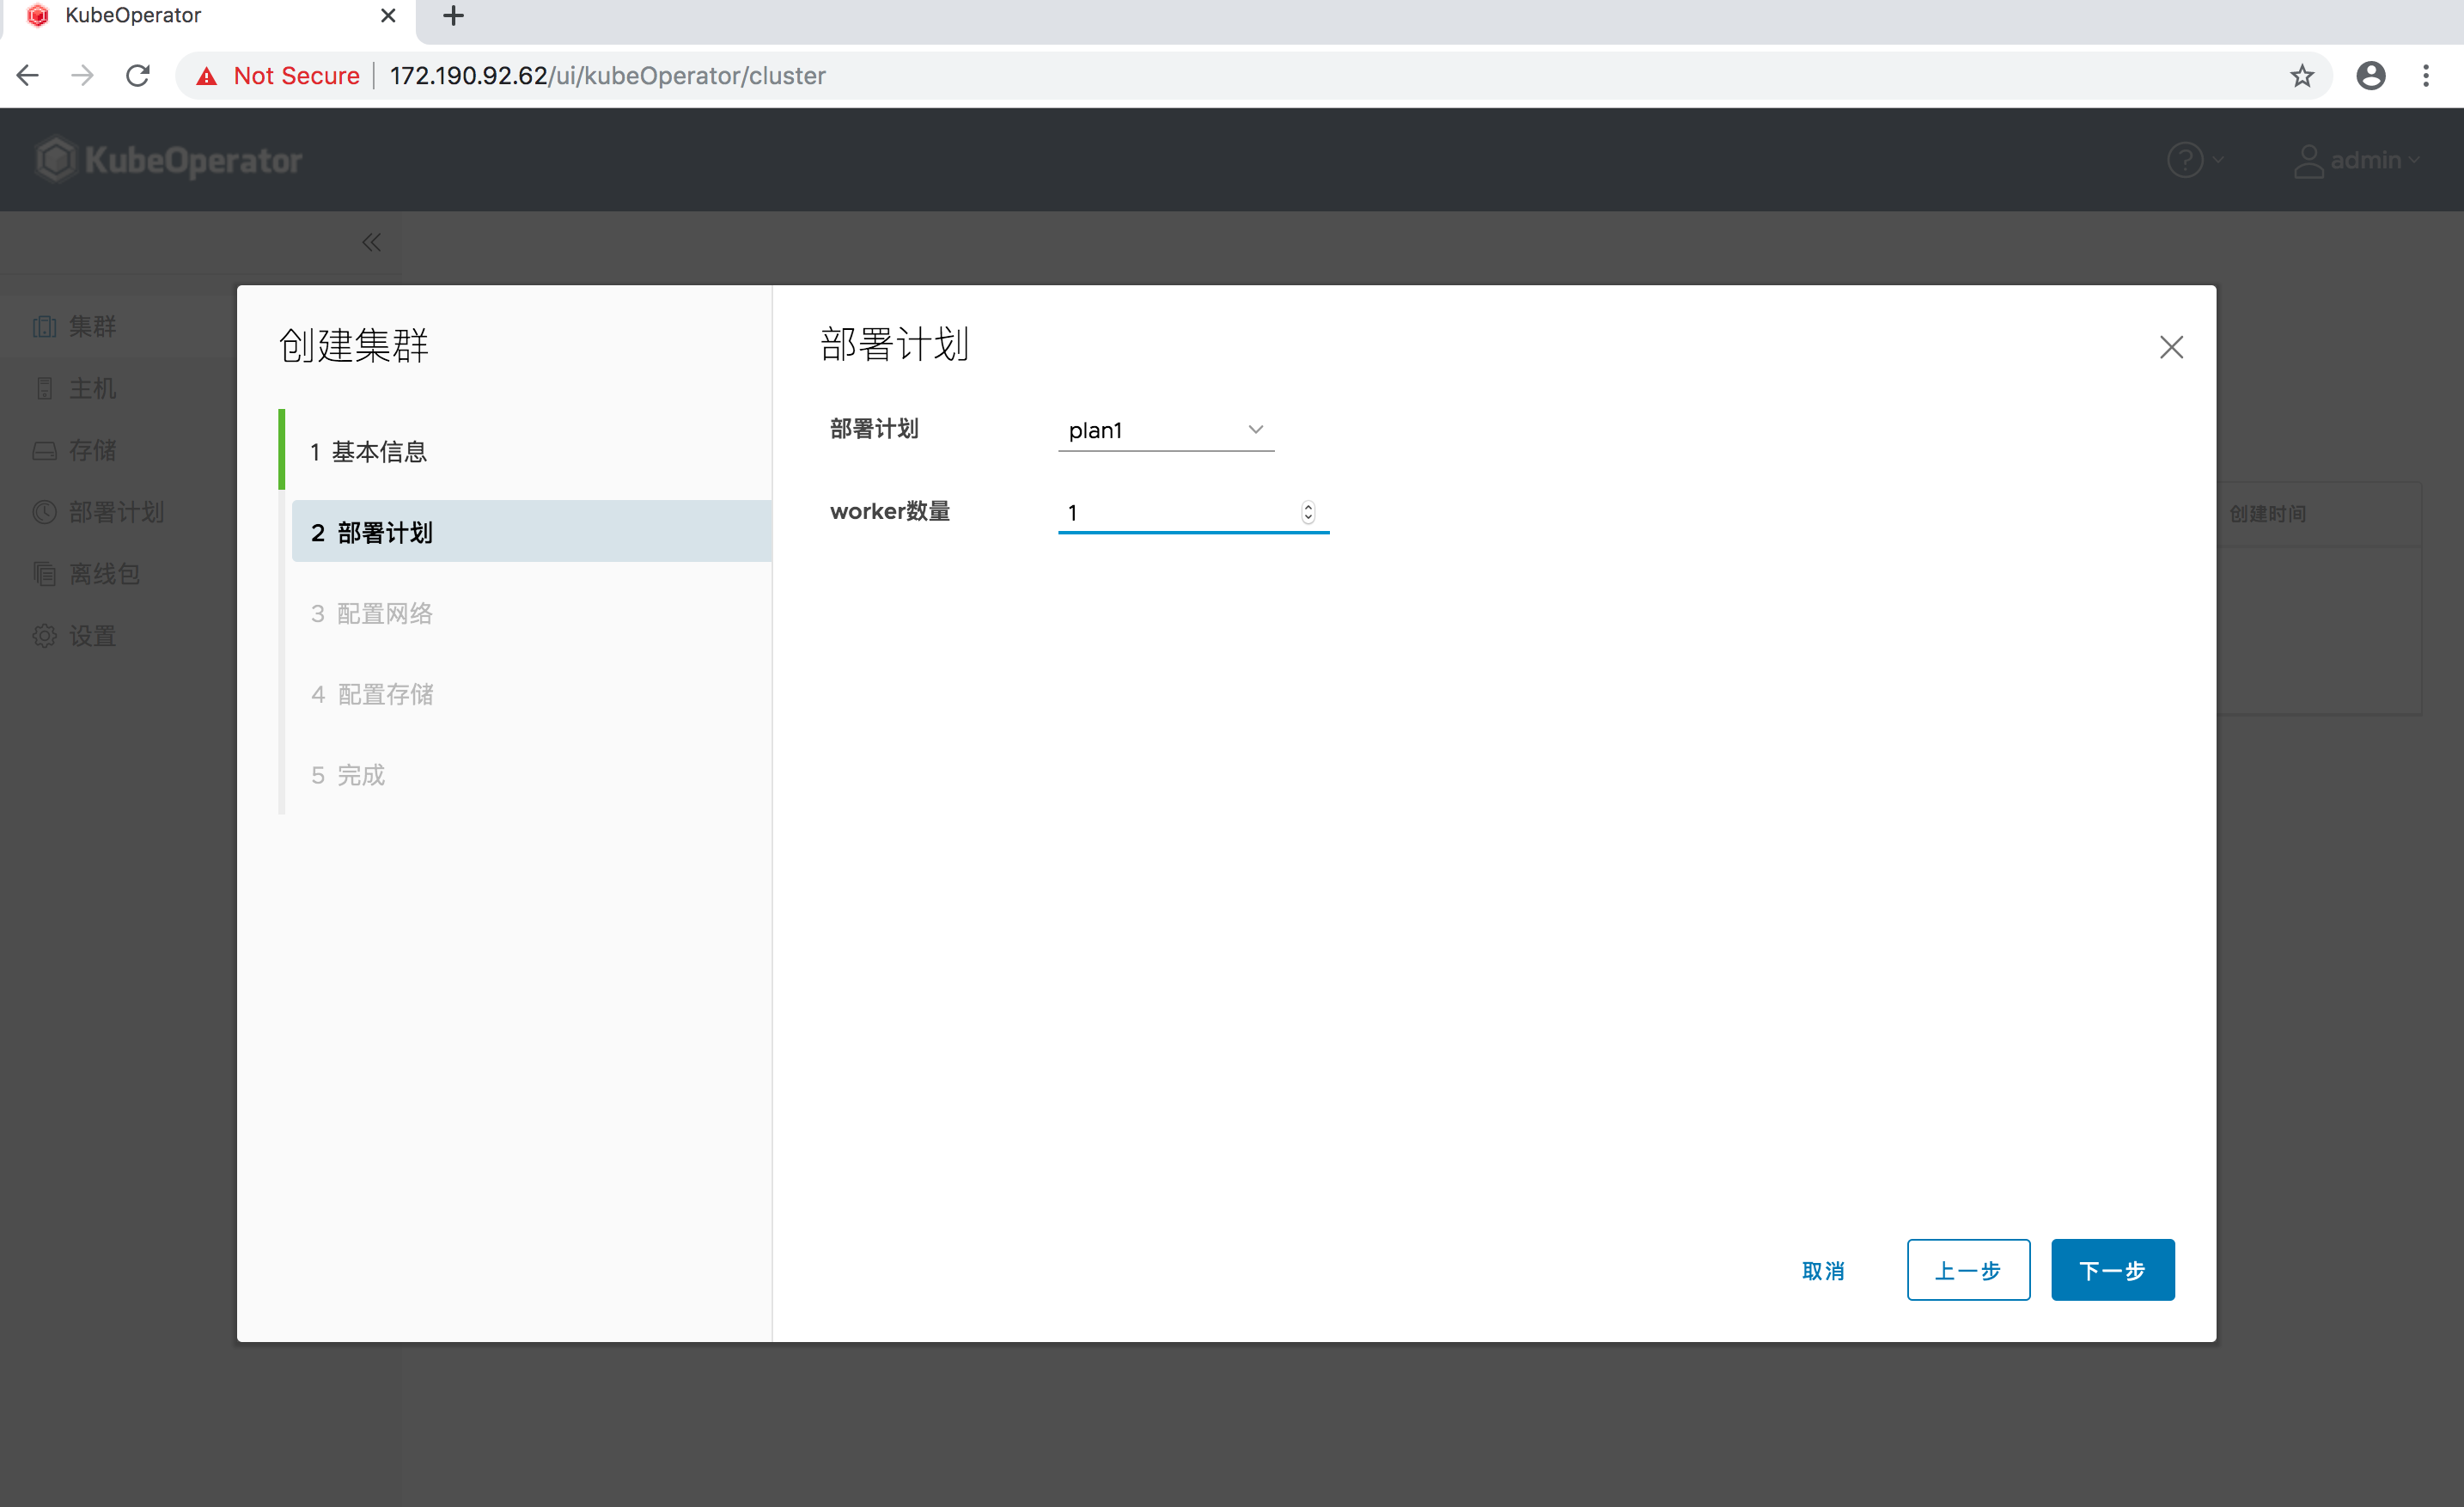 KubeOperator
Not Secure 172.190.92.62/ui/kubeOperator/cluster
KubeOperator
admin
集群
主机
存储
部署计划
离线包
设置
创建集群
1 基本信息
2 部署计划
3 配置网络
4 配置存储
5 完成
部署计划
部署计划 plan1
worker数量 1
创建时间
取消 上一步 下一步